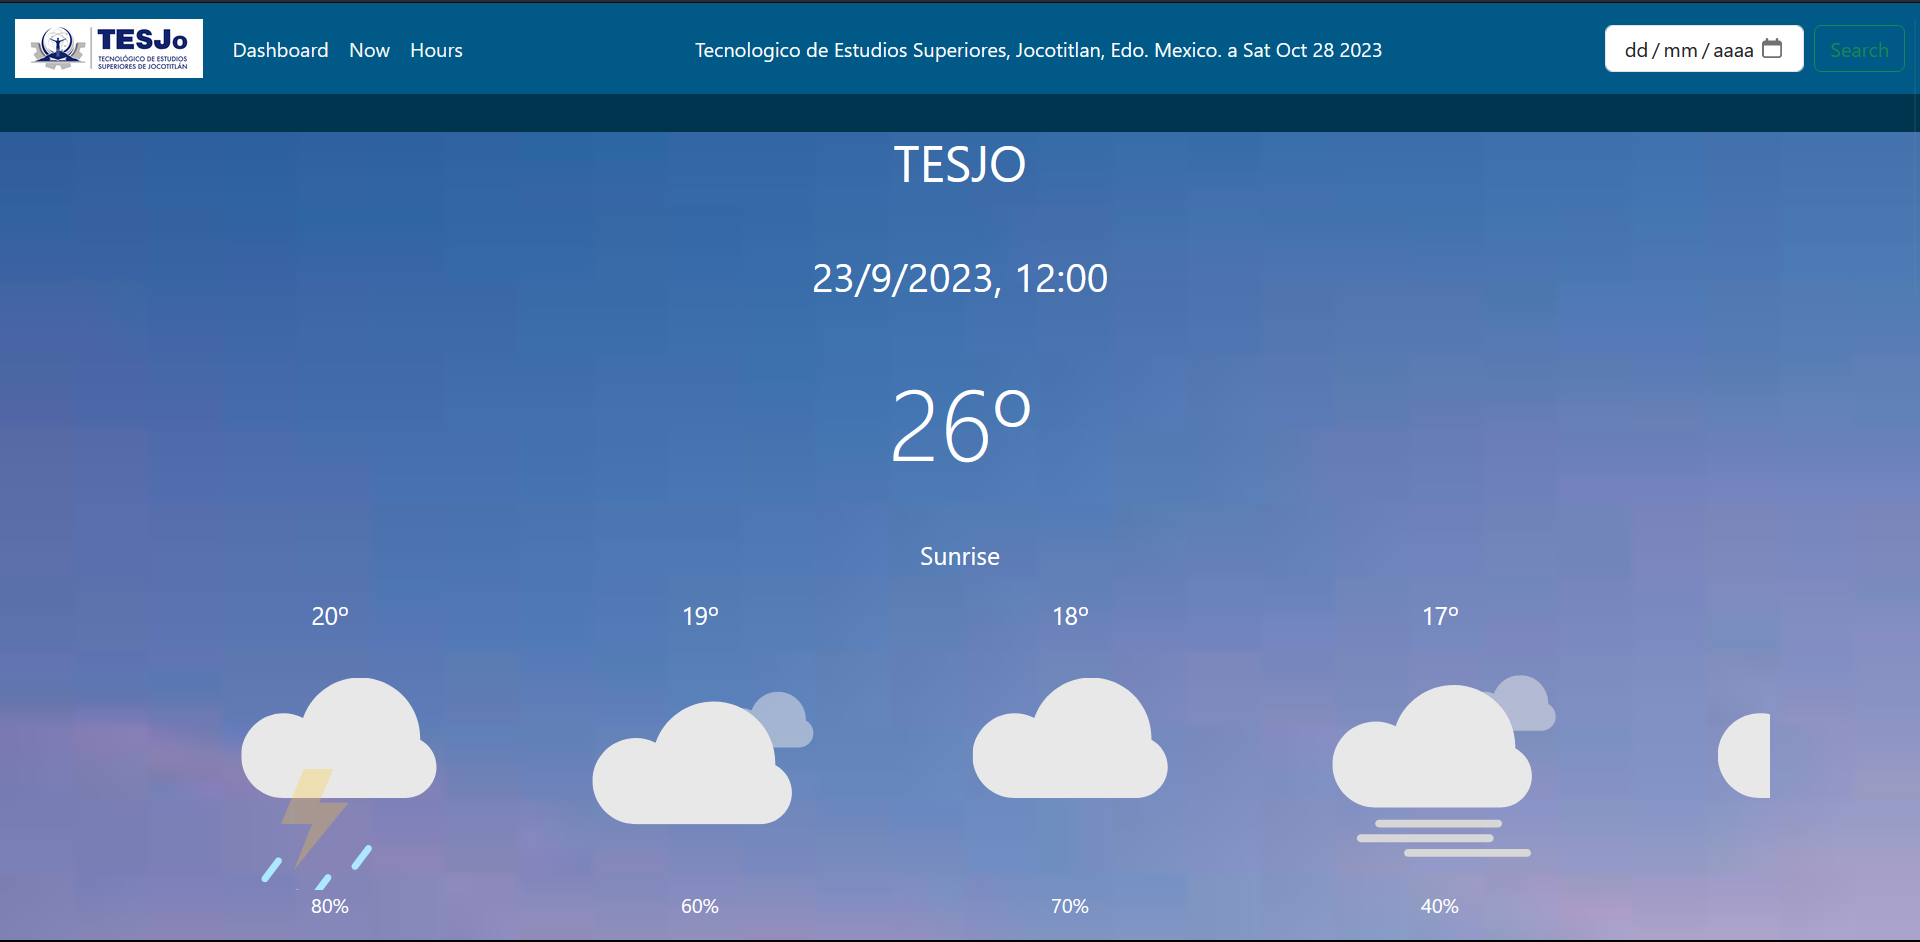 TESJo
TECNOLÓGICO DE ESTUDIOS
SUPERIORES DE JOCOTITLÁN
Dashboard Now Hours
Tecnologico de Estudios Superiores, Jocotitlan, Edo. Mexico. a Sat Oct 28 2023
dd/mm/aaaa
Search
TESJO
23/9/2023, 12:00
26º
Sunrise
20º 19º 18º 17º
80% 60% 70% 40%